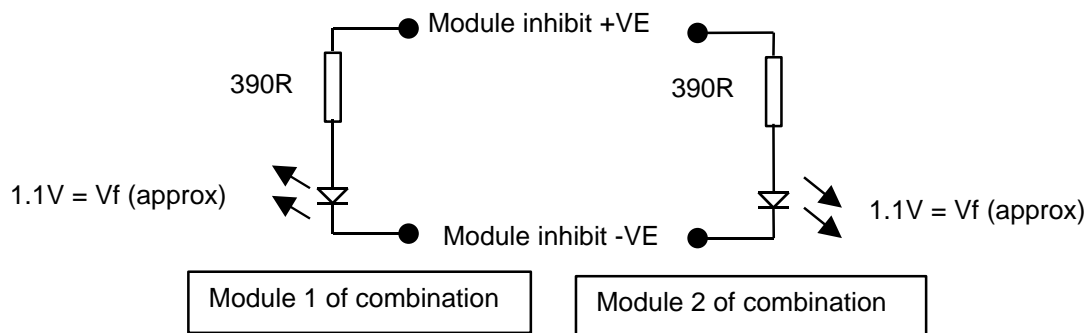 Module inhibit +VE
390R
390R
1.1V = Vf (approx)
1.1V = Vf (approx)
Module inhibit -VE
Module 1 of combination
Module 2 of combination